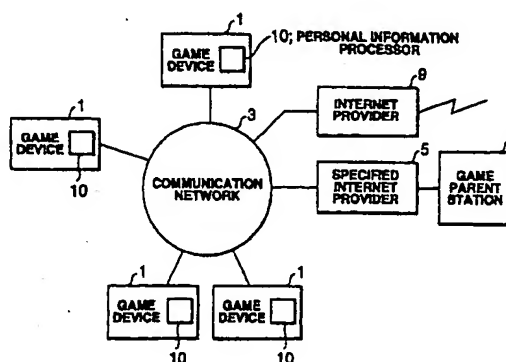 1
GAME
DEVICE
10; PERSONAL INFORMATION
PROCESSOR
9
INTERNET
PROVIDER
3
1
GAME
DEVICE
10
COMMUNICATION
NETWORK
5
SPECIFIED
INTERNET
PROVIDER
GAME
PARENT
STATION
1
GAME
DEVICE
10
1
GAME
DEVICE
10